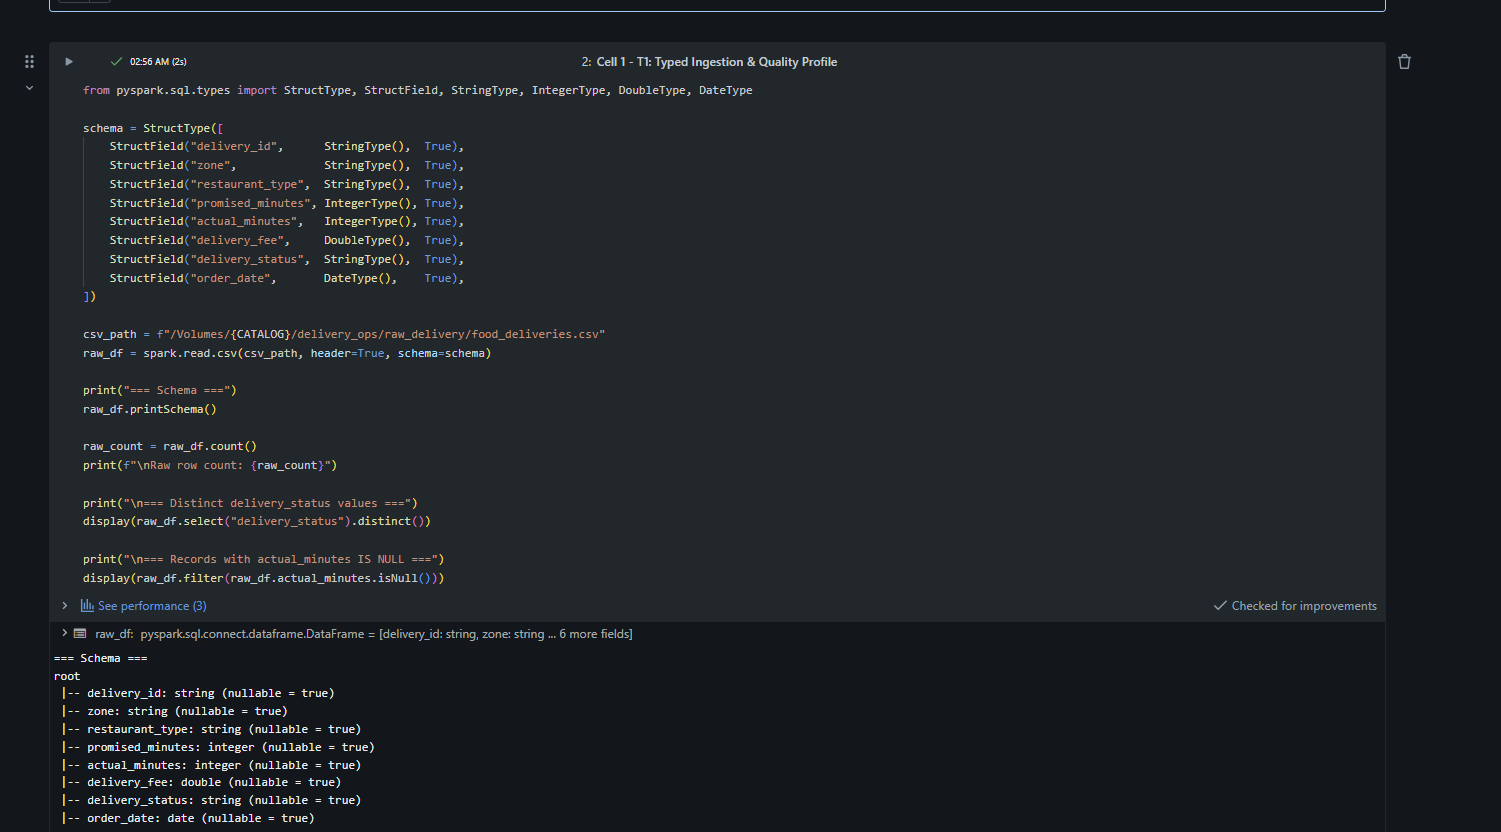 02:56 AM (2s)
2: Cell 1 - T1: Typed Ingestion & Quality Profile
from pyspark.sql.types import StructType, StructField, StringType, IntegerType, DoubleType, DateType

schema = StructType([
    StructField("delivery_id",      StringType(),  True),
    StructField("zone",             StringType(),  True),
    StructField("restaurant_type",  StringType(),  True),
    StructField("promised_minutes", IntegerType(), True),
    StructField("actual_minutes",   IntegerType(), True),
    StructField("delivery_fee",     DoubleType(),  True),
    StructField("delivery_status",  StringType(),  True),
    StructField("order_date",       DateType(),    True),
])

csv_path = f"/Volumes/{CATALOG}/delivery_ops/raw_delivery/food_deliveries.csv"
raw_df = spark.read.csv(csv_path, header=True, schema=schema)

print("=== Schema ===")
raw_df.printSchema()

raw_count = raw_df.count()
print(f"\nRaw row count: {raw_count}")

print("\n=== Distinct delivery_status values ===")
display(raw_df.select("delivery_status").distinct())

print("\n=== Records with actual_minutes IS NULL ===")
display(raw_df.filter(raw_df.actual_minutes.isNull()))
See performance (3)
Checked for improvements
raw_df: pyspark.sql.connect.dataframe.DataFrame = [delivery_id: string, zone: string ... 6 more fields]
=== Schema ===
root
 |-- delivery_id: string (nullable = true)
 |-- zone: string (nullable = true)
 |-- restaurant_type: string (nullable = true)
 |-- promised_minutes: integer (nullable = true)
 |-- actual_minutes: integer (nullable = true)
 |-- delivery_fee: double (nullable = true)
 |-- delivery_status: string (nullable = true)
 |-- order_date: date (nullable = true)